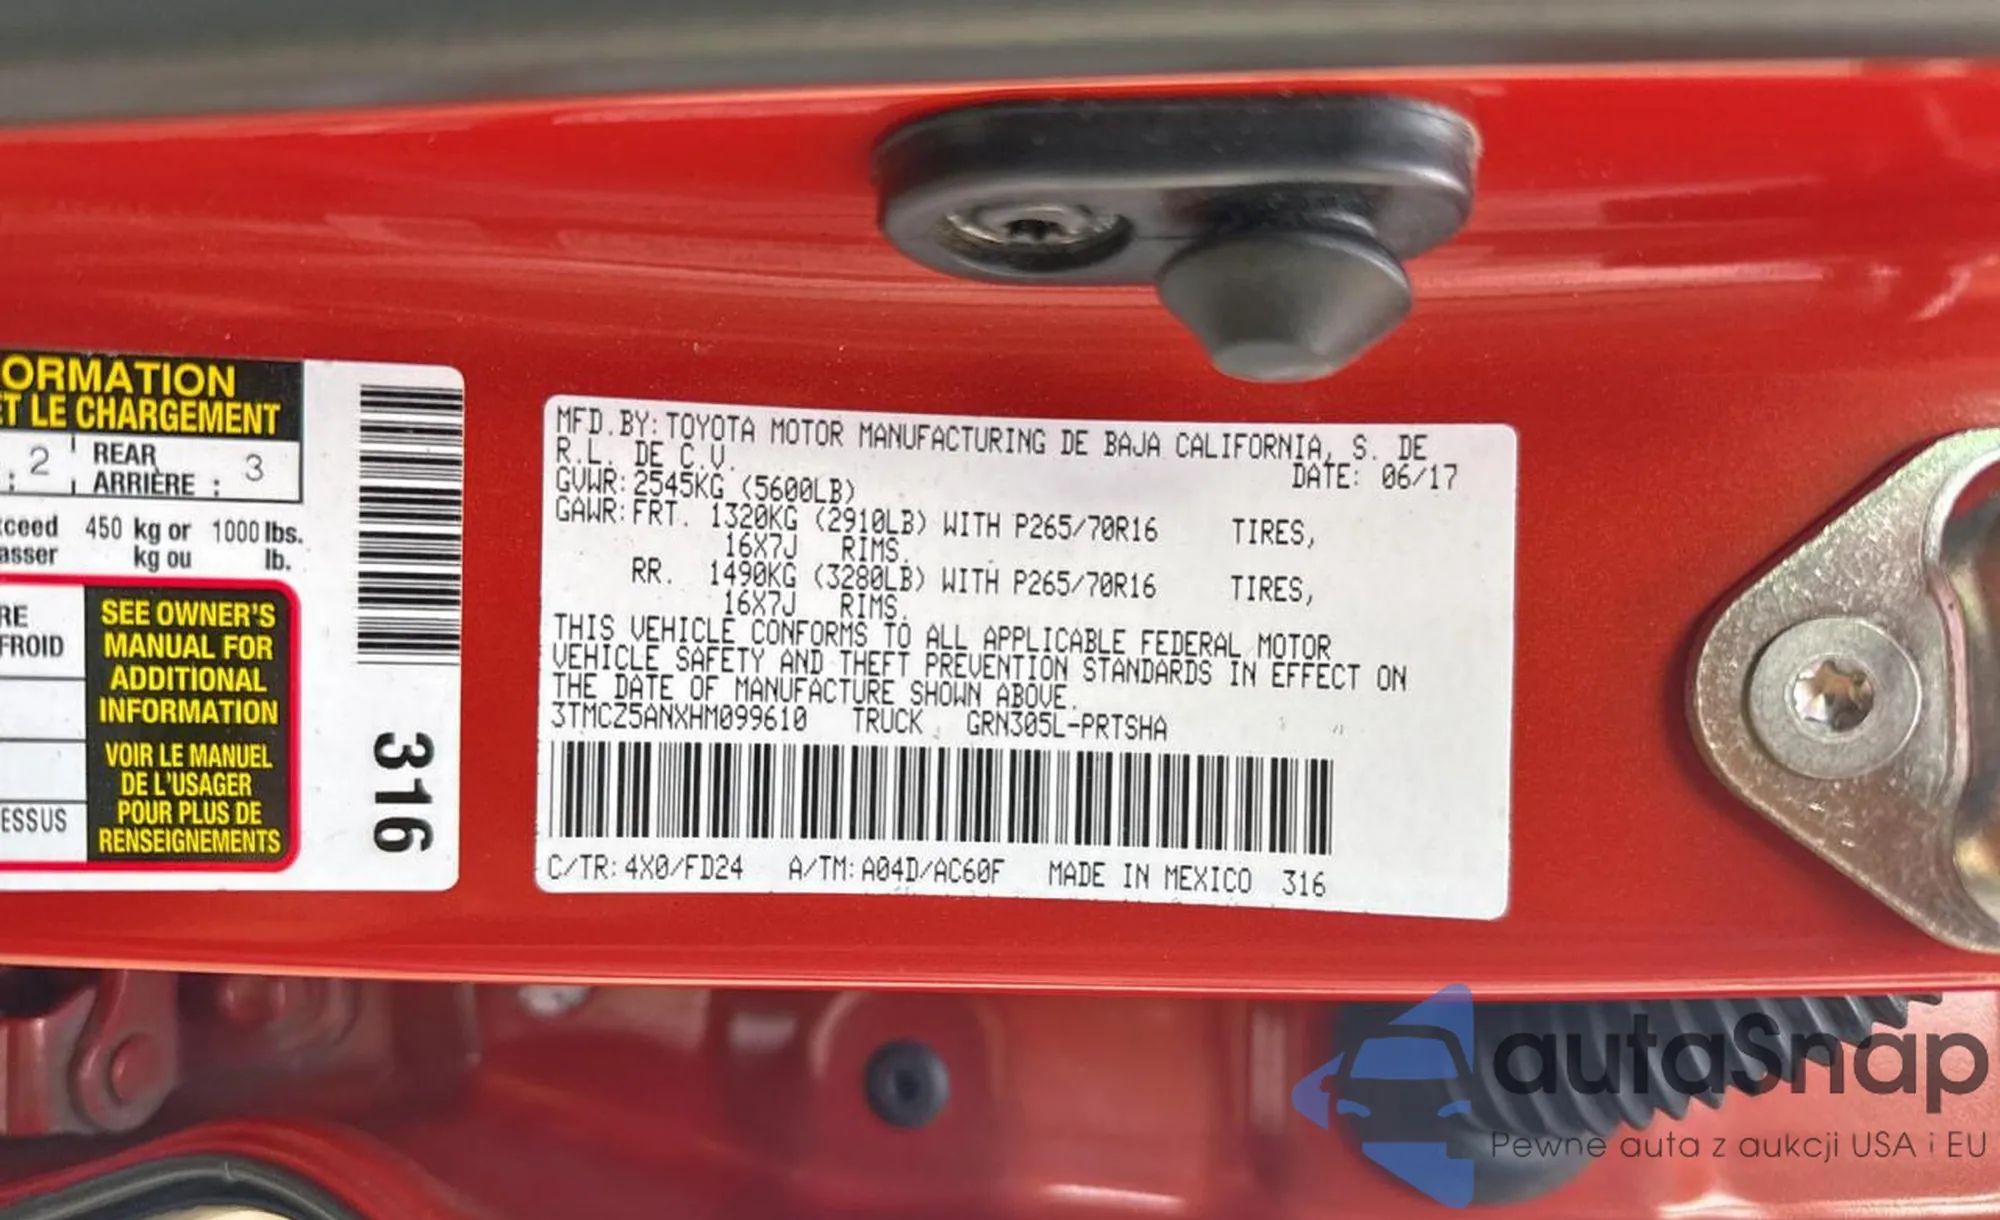 ORMATION
ET LE CHARGEMENT
: 2 REAR
ARRIÈRE : 3
xceed 450 kg or 1000 lbs.
asser kg ou lb.
RE
FROID
ESSUS
SEE OWNER'S
MANUAL FOR
ADDITIONAL
INFORMATION
VOIR LE MANUEL
DE L'USAGER
POUR PLUS DE
RENSEIGNEMENTS
316
MFD.BY:TOYOTA MOTOR MANUFACTURING DE BAJA CALIFORNIA, S. DE
R.L. DE C.V. DATE: 06/17
GVWR:2545KG (5600LB)
GAWR:FRT. 1320KG (2910LB) WITH P265/70R16 TIRES,
16X7J RIMS.
RR. 1490KG (3280LB) WITH P265/70R16 TIRES,
16X7J RIMS.
THIS VEHICLE CONFORMS TO ALL APPLICABLE FEDERAL MOTOR
VEHICLE SAFETY AND THEFT PREVENTION STANDARDS IN EFFECT ON
THE DATE OF MANUFACTURE SHOWN ABOVE.
3TMCZ5ANXHM099610 TRUCK GRN305L-PRTSHA
C/TR:4X0/FD24 A/TM:A04D/AC60F MADE IN MEXICO 316
autaSnap
Pewne auta z aukcji USA i EU